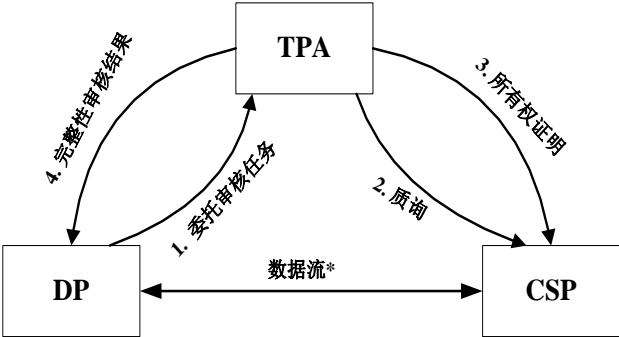 TPA
4. 完整性审核结果
1. 委托审核任务
2. 质询
3. 所有权证明
DP
数据流*
CSP